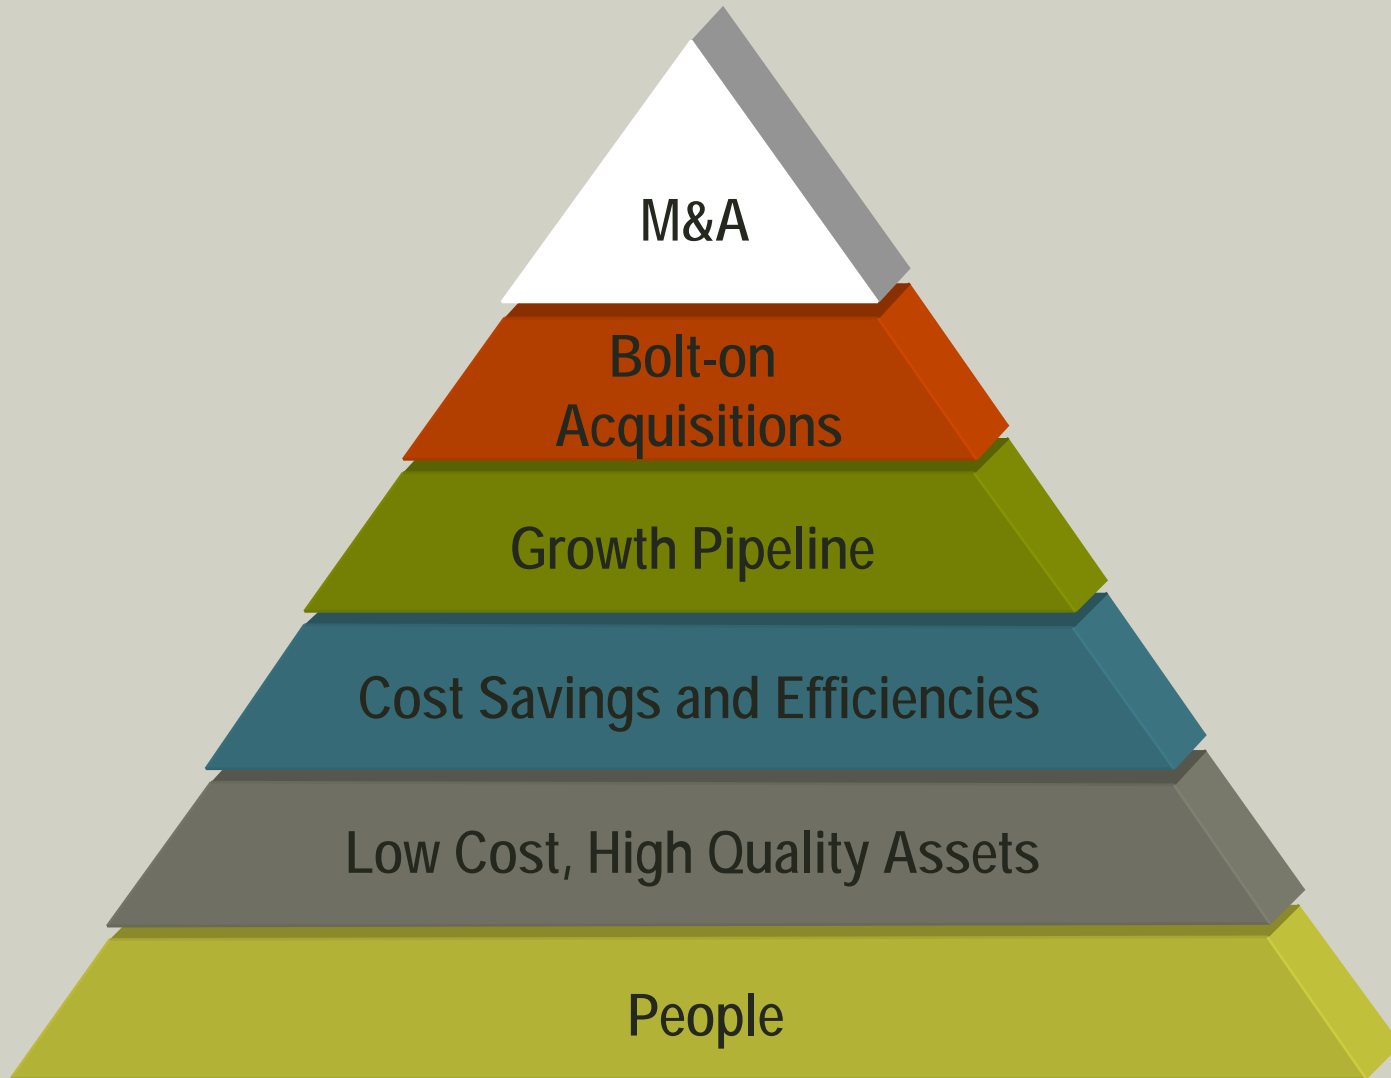 M&A
Bolt-on
Acquisitions
Growth Pipeline
Cost Savings and Efficiencies
Low Cost, High Quality Assets
People